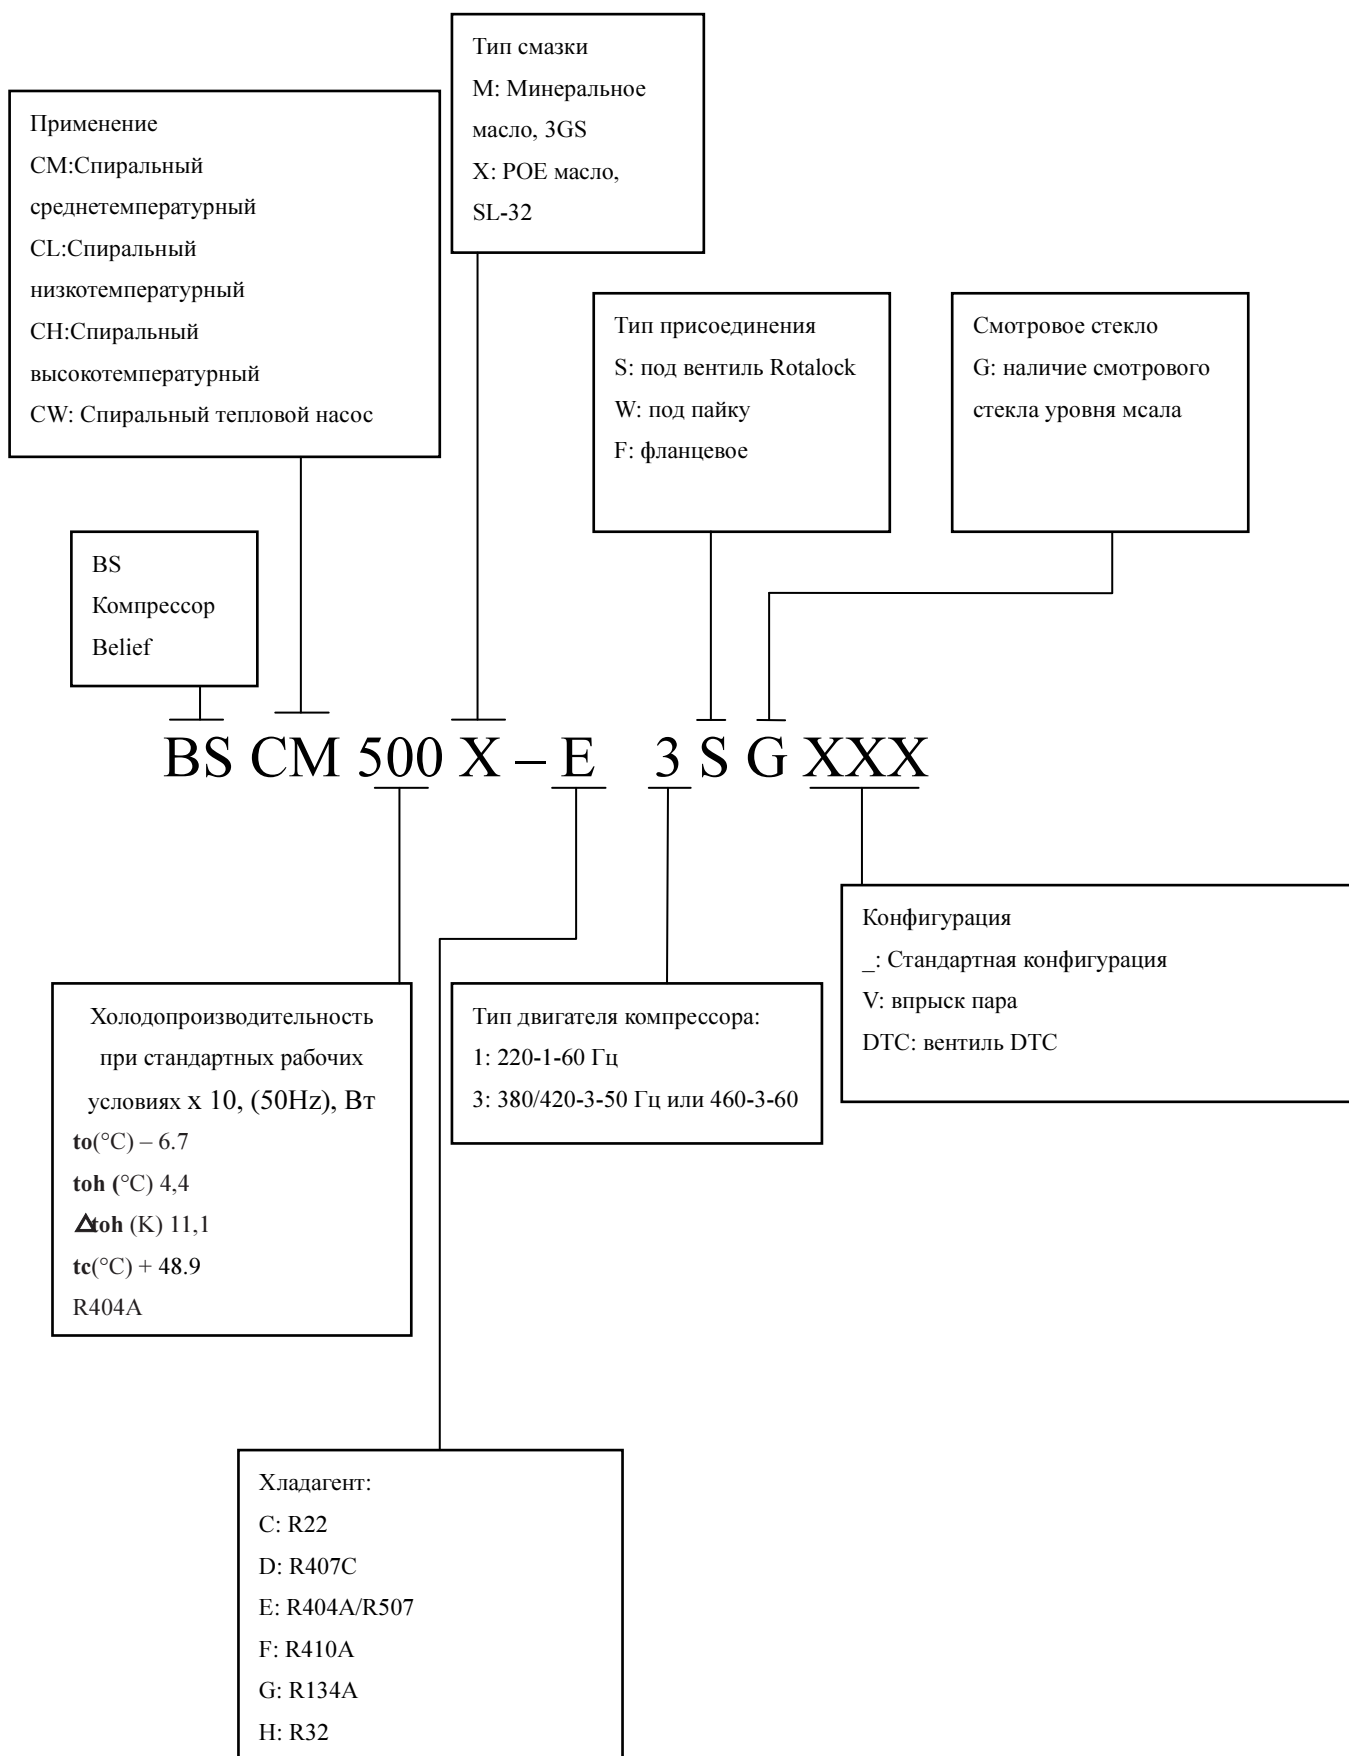 Тип смазки
M: Минеральное
масло, 3GS
X: POE масло,
SL-32
Применение
CM:Спиральный
среднетемпературный
CL:Спиральный
низкотемпературный
CH:Спиральный
высокотемпературный
CW: Спиральный тепловой насос
Тип присоединения
S: под вентиль Rotalock
W: под пайку
F: фланцевое
Смотровое стекло
G: наличие смотрового
стекла уровня мсала
BS
Компрессор
Belief
BS CM 500 X – E 3 S G XXX
Конфигурация
_: Стандартная конфигурация
V: впрыск пара
DTC: вентиль DTC
Холодопроизводительность
при стандартных рабочих
условиях x 10, (50Hz), Вт
to(°C) – 6.7
toh (°C) 4,4
Δtoh (K) 11,1
tc(°C) + 48.9
R404A
Тип двигателя компрессора:
1: 220-1-60 Гц
3: 380/420-3-50 Гц или 460-3-60
Хладагент:
C: R22
D: R407C
E: R404A/R507
F: R410A
G: R134A
H: R32